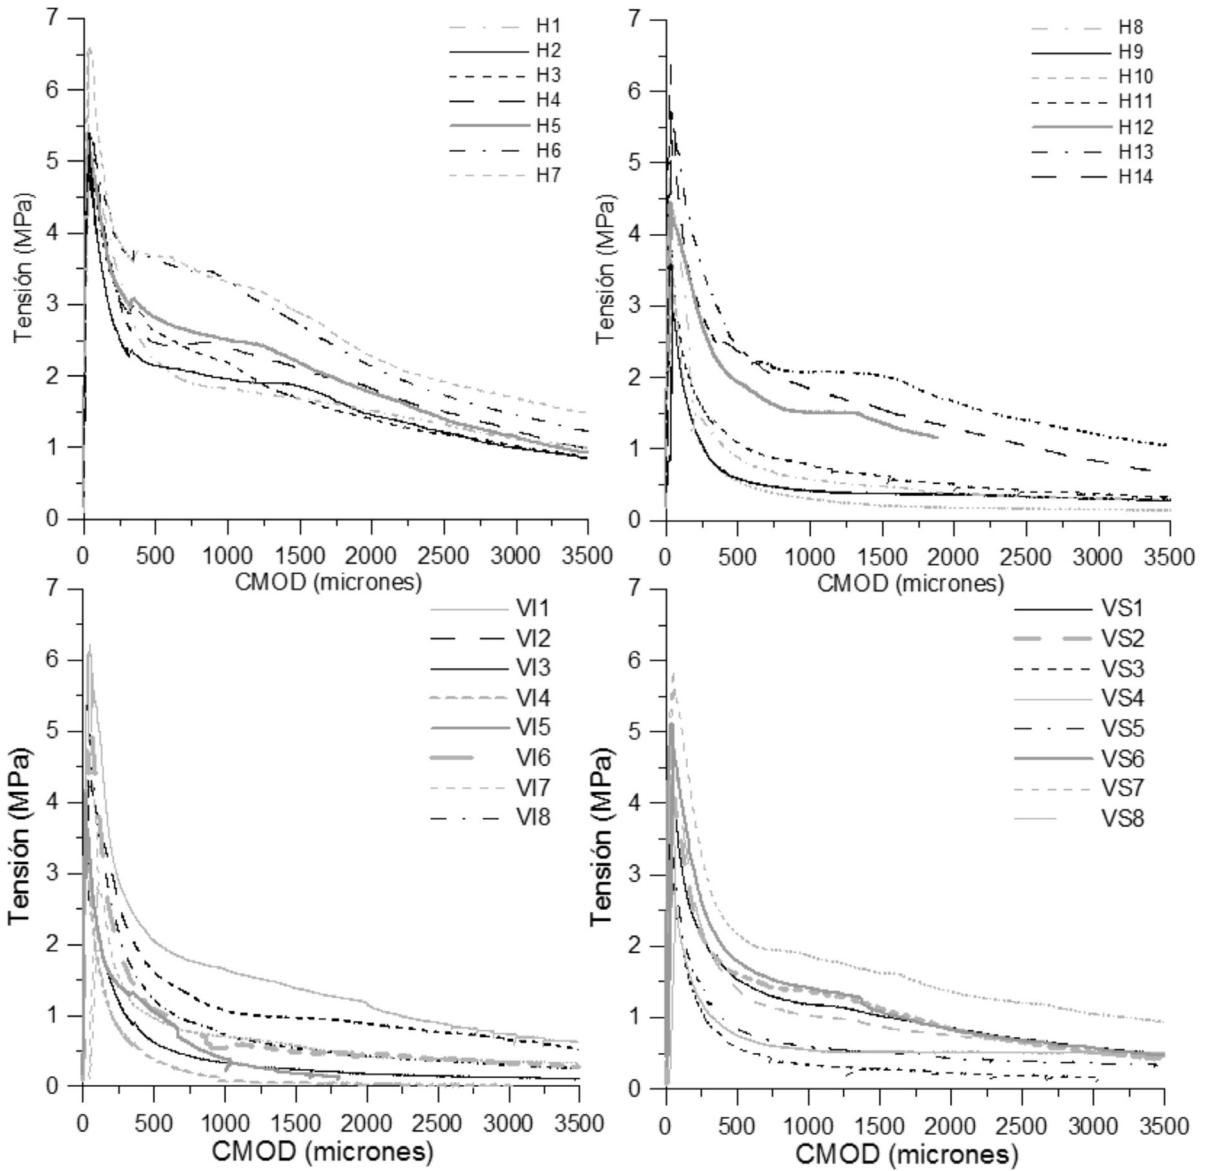 7
6
5
4
3
2
1
0
Tensión (MPa)
0 500 1000 1500 2000 2500 3000 3500
CMOD (micrones)
H1
H2
H3
H4
H5
H6
H7
7
6
5
4
3
2
1
0
Tensión (MPa)
0 500 1000 1500 2000 2500 3000 3500
CMOD (micrones)
H8
H9
H10
H11
H12
H13
H14
7
6
5
4
3
2
1
0
Tensión (MPa)
0 500 1000 1500 2000 2500 3000 3500
CMOD (micrones)
VI1
VI2
VI3
VI4
VI5
VI6
VI7
VI8
7
6
5
4
3
2
1
0
Tensión (MPa)
0 500 1000 1500 2000 2500 3000 3500
CMOD (micrones)
VS1
VS2
VS3
VS4
VS5
VS6
VS7
VS8